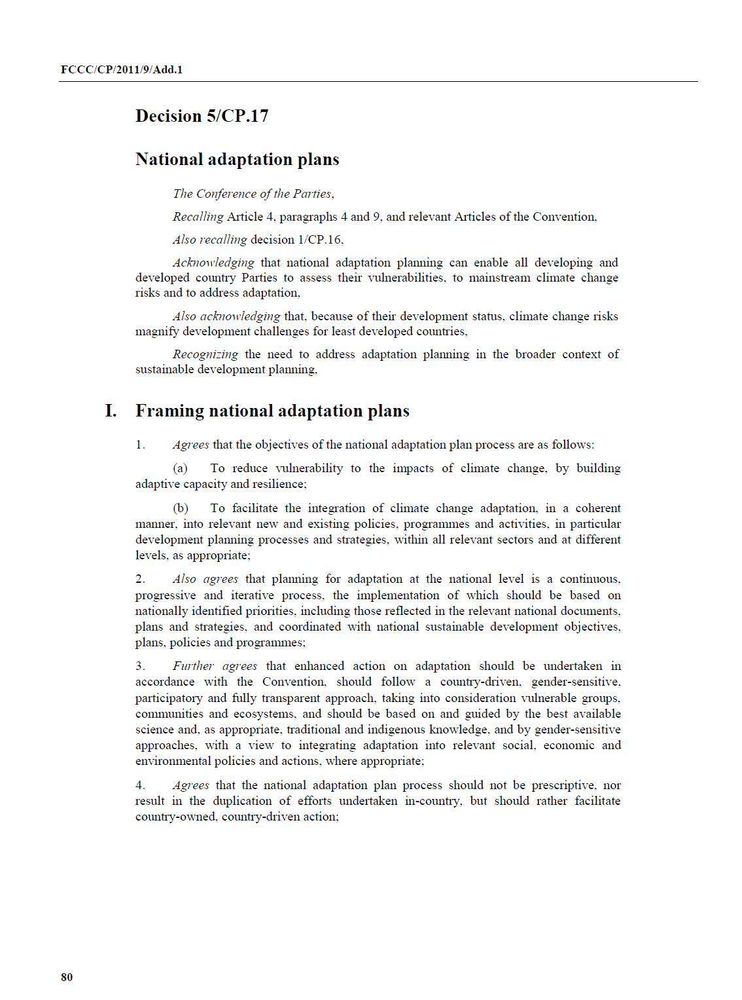 FCCC/CP/2011/9/Add.1
Decision 5/CP.17
National adaptation plans
The Conference of the Parties,
Recalling Article 4, paragraphs 4 and 9, and relevant Articles of the Convention,
Also recalling decision 1/CP.16,
Acknowledging that national adaptation planning can enable all developing and
developed country Parties to assess their vulnerabilities, to mainstream climate change
risks and to address adaptation,
Also acknowledging that, because of their development status, climate change risks
magnify development challenges for least developed countries,
Recognizing the need to address adaptation planning in the broader context of
sustainable development planning,
I. Framing national adaptation plans
1. Agrees that the objectives of the national adaptation plan process are as follows:
(a) To reduce vulnerability to the impacts of climate change, by building
adaptive capacity and resilience;
(b) To facilitate the integration of climate change adaptation, in a coherent
manner, into relevant new and existing policies, programmes and activities, in particular
development planning processes and strategies, within all relevant sectors and at different
levels, as appropriate;
2. Also agrees that planning for adaptation at the national level is a continuous,
progressive and iterative process, the implementation of which should be based on
nationally identified priorities, including those reflected in the relevant national documents,
plans and strategies, and coordinated with national sustainable development objectives,
plans, policies and programmes;
3. Further agrees that enhanced action on adaptation should be undertaken in
accordance with the Convention, should follow a country-driven, gender-sensitive,
participatory and fully transparent approach, taking into consideration vulnerable groups,
communities and ecosystems, and should be based on and guided by the best available
science and, as appropriate, traditional and indigenous knowledge, and by gender-sensitive
approaches, with a view to integrating adaptation into relevant social, economic and
environmental policies and actions, where appropriate;
4. Agrees that the national adaptation plan process should not be prescriptive, nor
result in the duplication of efforts undertaken in-country, but should rather facilitate
country-owned, country-driven action;
80